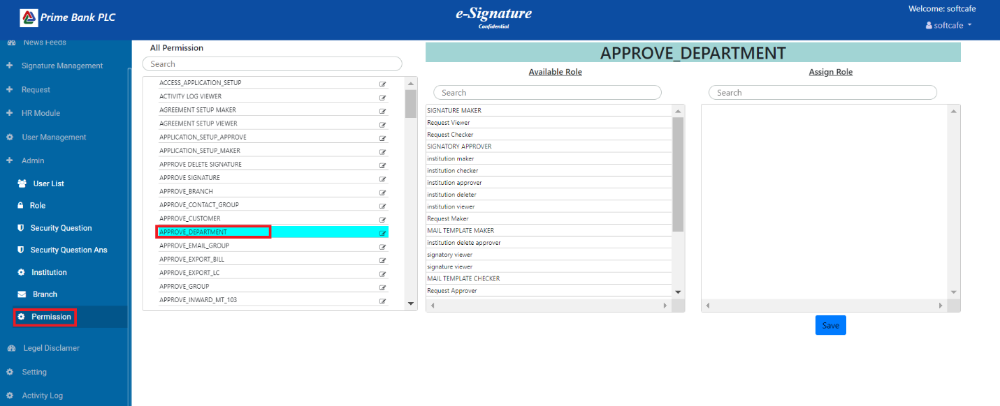 Prime Bank PLC
e-Signature
Confidential
Welcome: softcafe
softcafe
News Feeds
Signature Management
Request
HR Module
User Management
Admin
User List
Role
Security Question
Security Question Ans
Institution
Branch
Permission
Legel Disclamer
Setting
Activity Log
All Permission
Search
ACCESS_APPLICATION_SETUP
ACTIVITY LOG VIEWER
AGREEMENT SETUP MAKER
AGREEMENT SETUP VIEWER
APPLICATION_SETUP_APPROVE
APPLICATION_SETUP_MAKER
APPROVE DELETE SIGNATURE
APPROVE SIGNATURE
APPROVE_BRANCH
APPROVE_CONTACT_GROUP
APPROVE_CUSTOMER
APPROVE_DEPARTMENT
APPROVE_EMAIL_GROUP
APPROVE_EXPORT_BILL
APPROVE_EXPORT_LC
APPROVE_GROUP
APPROVE_INWARD_MT_103
APPROVE_DEPARTMENT
Available Role
Search
SIGNATURE MAKER
Request Viewer
Request Checker
SIGNATORY APPROVER
institution maker
institution checker
institution approver
institution deleter
institution viewer
Request Maker
MAIL TEMPLATE MAKER
institution delete approver
signatory viewer
signature viewer
MAIL TEMPLATE CHECKER
Request Approver
Assign Role
Search
Save